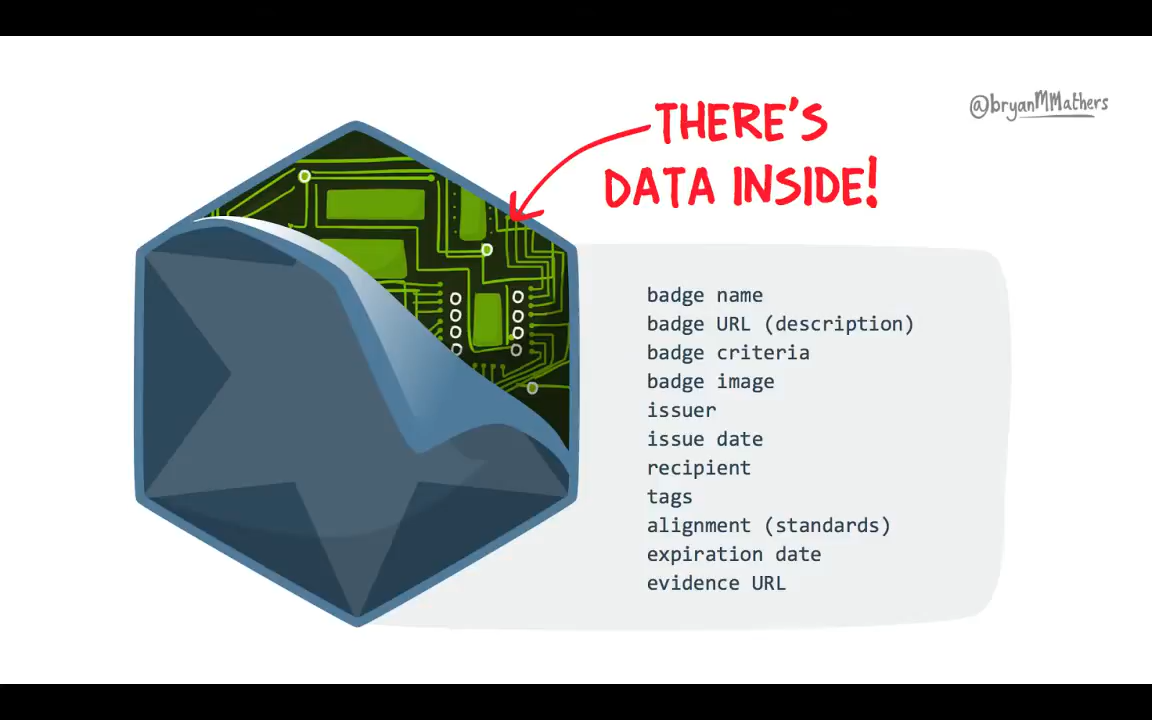 @bryanMMathers
THERE'S
DATA INSIDE!
badge name
badge URL (description)
badge criteria
badge image
issuer
issue date
recipient
tags
alignment (standards)
expiration date
evidence URL